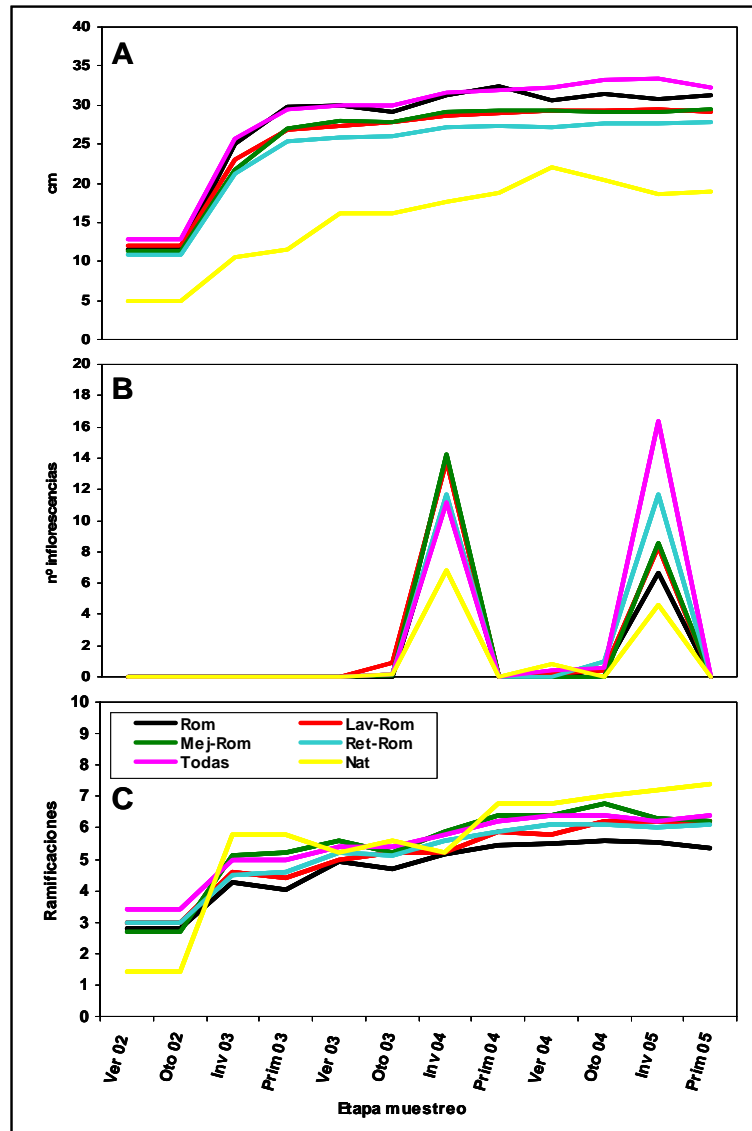 A
cm
40
35
30
25
20
15
10
5
0
B
nº inflorescencias
20
18
16
14
12
10
8
6
4
2
0
C
Ramificaciones
10
9
8
7
6
5
4
3
2
1
0
Rom
Lav-Rom
Mej-Rom
Ret-Rom
Todas
Nat
Ver 02
Oto 02
Inv 03
Prim 03
Ver 03
Oto 03
Inv 04
Prim 04
Ver 04
Oto 04
Inv 05
Prim 05
Etapa muestreo